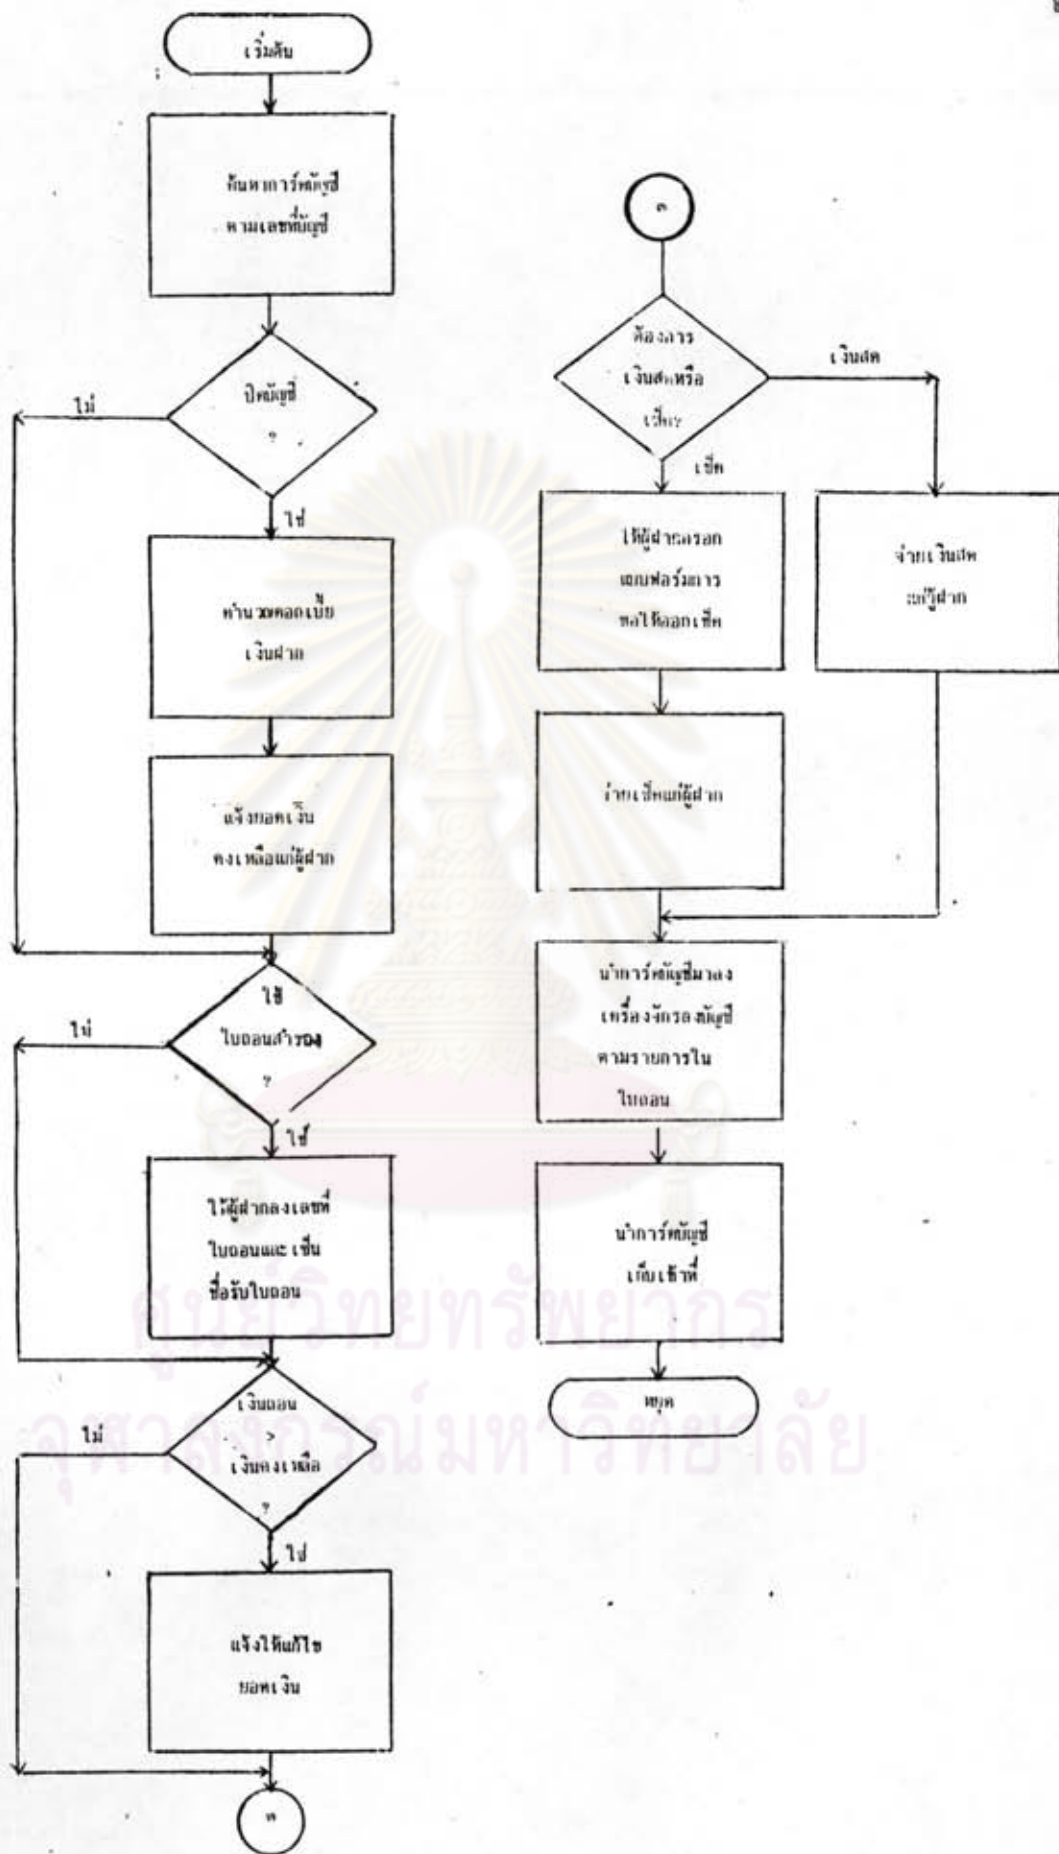 เริ่มต้น
ค้นหาการ์ดบัญชี
ตามเลขที่บัญชี
ปิดบัญชี
?
ไม่
ใช่
คำนวณดอกเบี้ย
เงินฝาก
แจ้งยอดเงิน
คงเหลือแก่ผู้ฝาก
ใช้
ใบถอนสำรอง
?
ไม่
ใช่
ให้ผู้ฝากลงเลขที่
ใบถอนและเซ็น
ชื่อรับใบถอน
เงินถอน
>
เงินคงเหลือ
?
ไม่
ใช่
แจ้งให้แก้ไข
ยอดเงิน
ต้องการ
เงินสดหรือ
เช็ค?
เงินสด
เช็ค
ให้ผู้ฝากกรอก
แบบฟอร์มการ
ขอให้ออกเช็ค
จ่ายเงินสด
แก่ผู้ฝาก
จ่ายเช็คแก่ผู้ฝาก
นำการ์ดบัญชีมาลง
เครื่องจักรลงบัญชี
ตามรายการใน
ใบถอน
นำการ์ดบัญชี
เก็บเข้าที่
หยุด
ศูนย์วิทยทรัพยากร
จุฬาลงกรณ์มหาวิทยาลัย